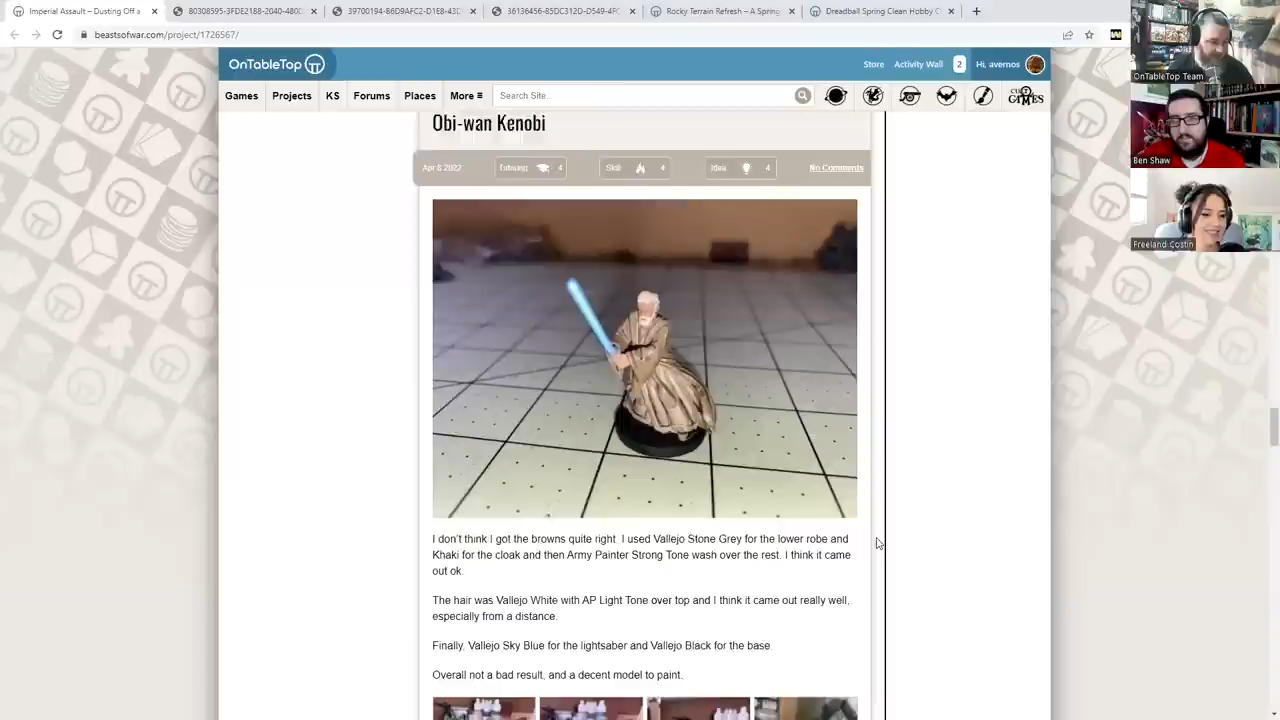 Imperial Assault – Dusting Off a
80308595-3FDE2188-2040-480D
39700194-86D9AFC2-D1E8-43D
36136456-85DC312D-D549-4FC
Rocky Terrain Refresh – A Spring
Dreadball Spring Clean Hobby C
beastsofwar.com/project/1726567/
OnTableTop
Store
Activity Wall
2
Hi, avernos
Games
Projects
KS
Forums
Places
More
Search Site...
GAMES
OnTableTop Team
Ben Shaw
Freeland Costin
Obi-wan Kenobi
Apr 8 2022
Tutoring
4
Skill
4
Idea
4
No Comments
I don't think I got the browns quite right. I used Vallejo Stone Grey for the lower robe and
Khaki for the cloak and then Army Painter Strong Tone wash over the rest. I think it came
out ok.
The hair was Vallejo White with AP Light Tone over top and I think it came out really well,
especially from a distance.
Finally, Vallejo Sky Blue for the lightsaber and Vallejo Black for the base.
Overall not a bad result, and a decent model to paint.